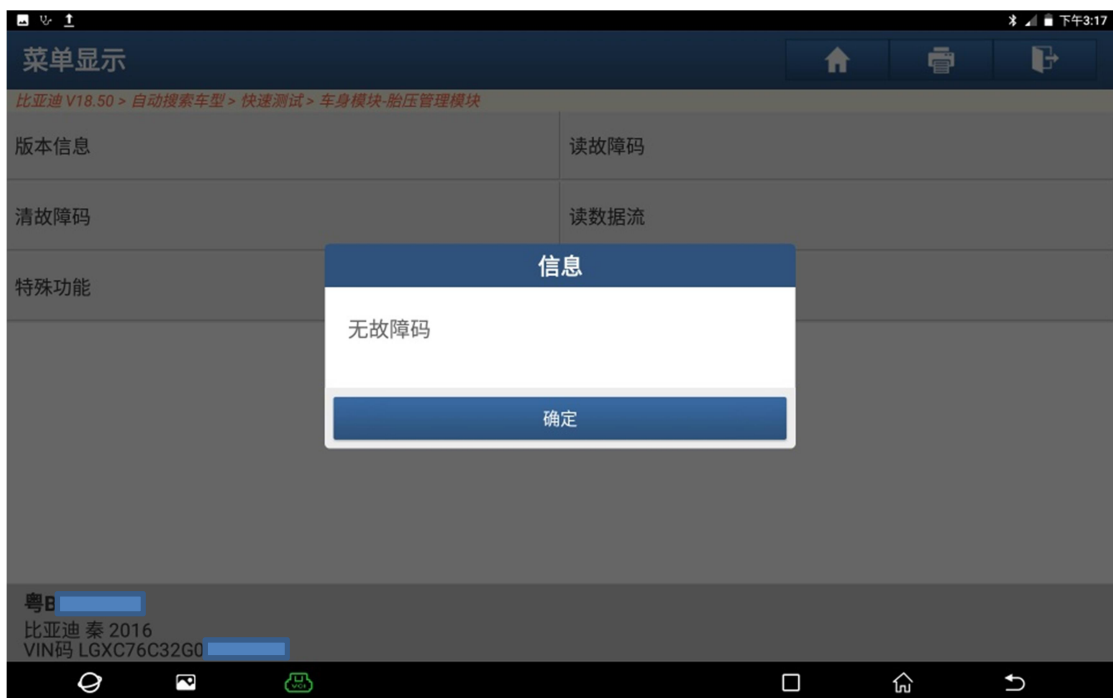 下午3:17
菜单显示
比亚迪 V18.50 > 自动搜索车型 > 快速测试 > 车身模块-胎压管理模块
版本信息
读故障码
清故障码
读数据流
特殊功能
信息
无故障码
确定
粤B
比亚迪 秦 2016
VIN码 LGXC76C32G0
VCI